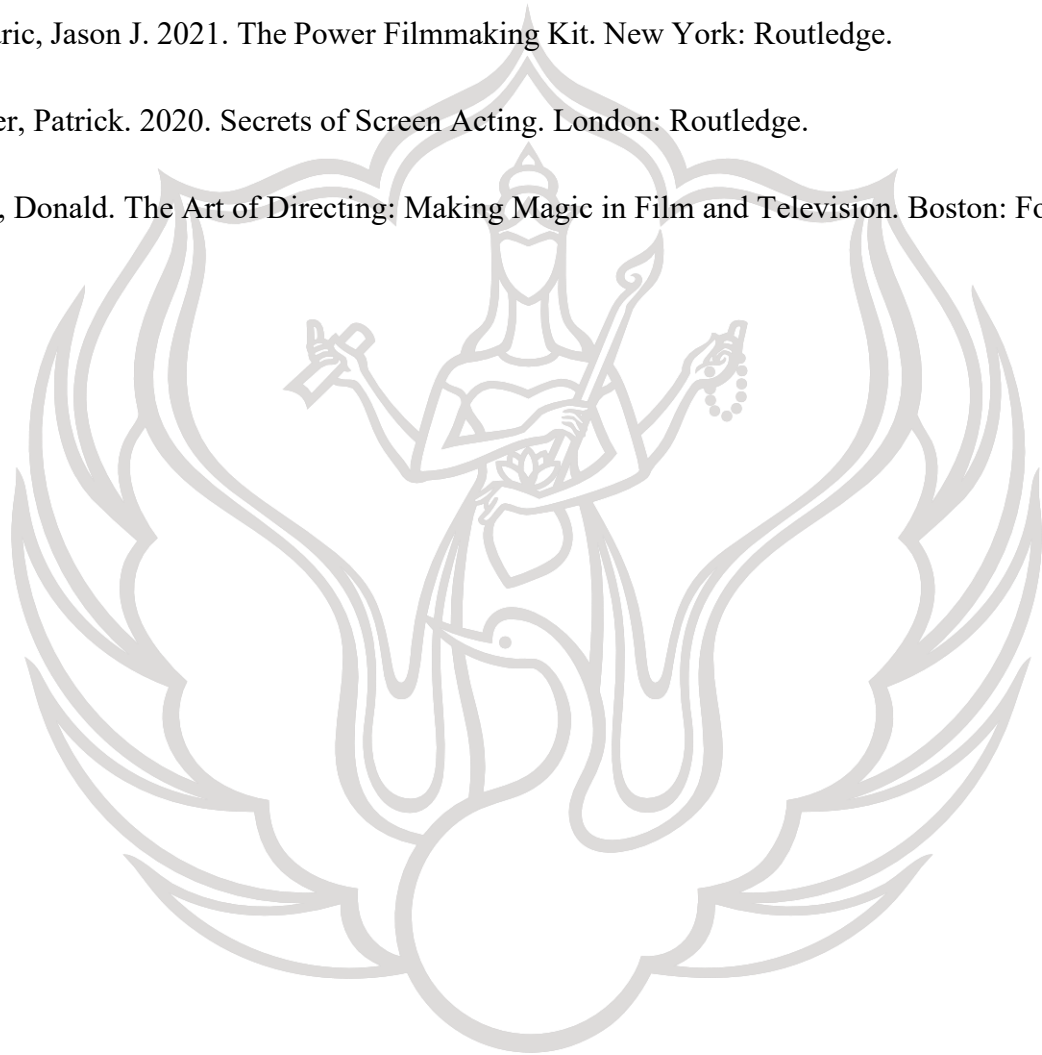 ric, Jason J. 2021. The Power Filmmaking Kit. New York: Routledge.
er, Patrick. 2020. Secrets of Screen Acting. London: Routledge.
, Donald. The Art of Directing: Making Magic in Film and Television. Boston: Fo